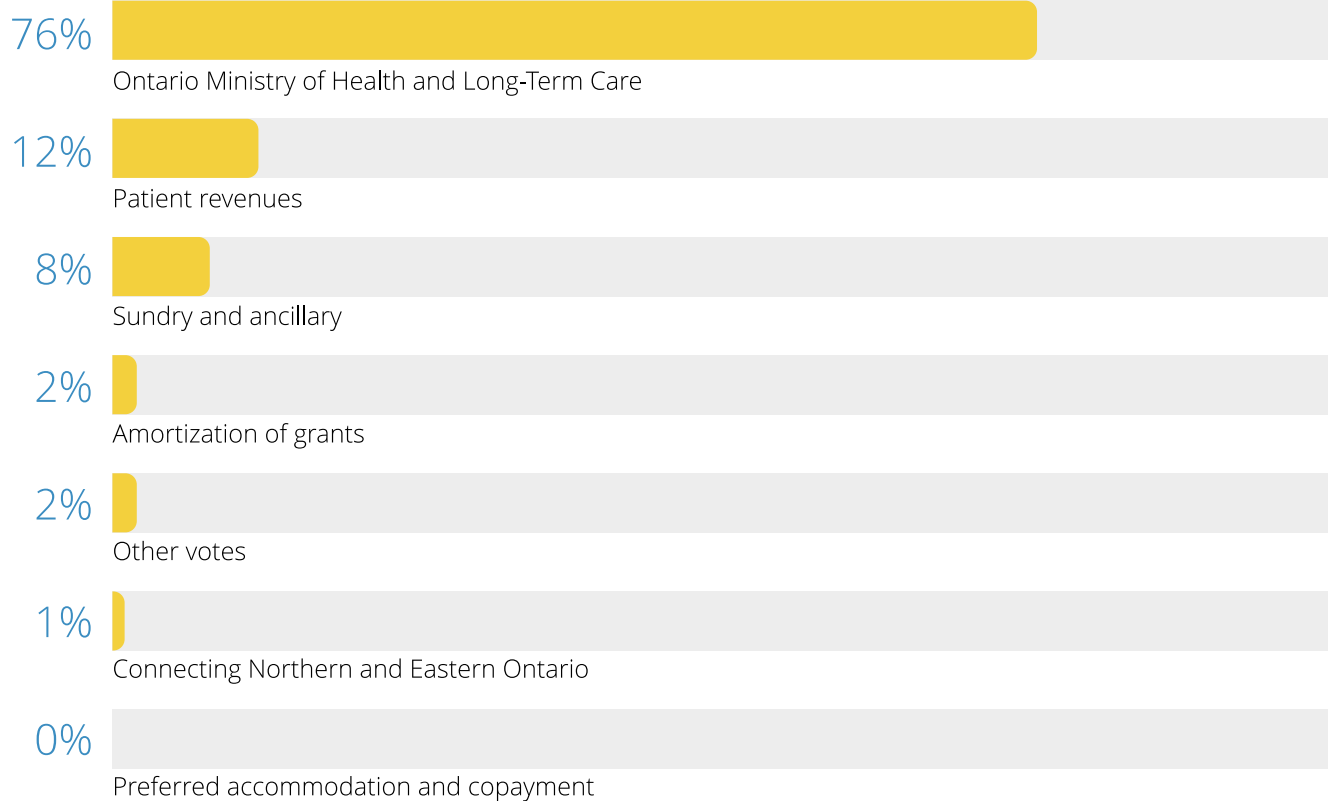 76%
Ontario Ministry of Health and Long-Term Care
12%
Patient revenues
8%
Sundry and ancillary
2%
Amortization of grants
2%
Other votes
1%
Connecting Northern and Eastern Ontario
0%
Preferred accommodation and copayment